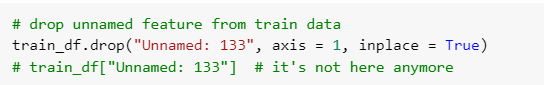 # drop unnamed feature from train data
train_df.drop("Unnamed: 133", axis = 1, inplace = True)
# train_df["Unnamed: 133"]  # it's not here anymore